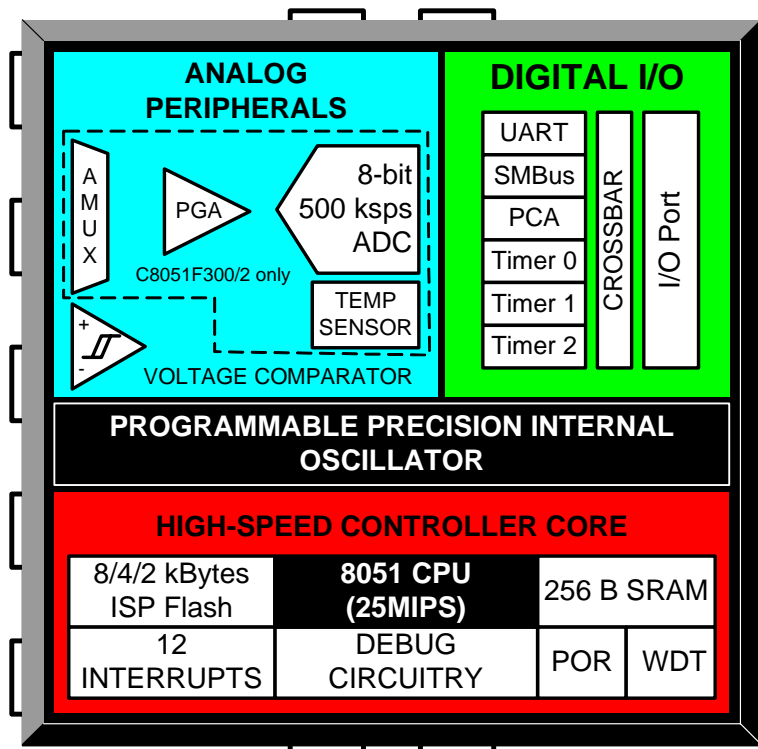 ANALOG
PERIPHERALS
A
M
U
X
PGA
8-bit
500 ksps
ADC
C8051F300/2 only
TEMP
SENSOR
+
-
VOLTAGE COMPARATOR
DIGITAL I/O
UART
SMBus
PCA
Timer 0
Timer 1
Timer 2
CROSSBAR
I/O Port
PROGRAMMABLE PRECISION INTERNAL
OSCILLATOR
HIGH-SPEED CONTROLLER CORE
8/4/2 kBytes
ISP Flash
8051 CPU
(25MIPS)
256 B SRAM
12
INTERRUPTS
DEBUG
CIRCUITRY
POR
WDT